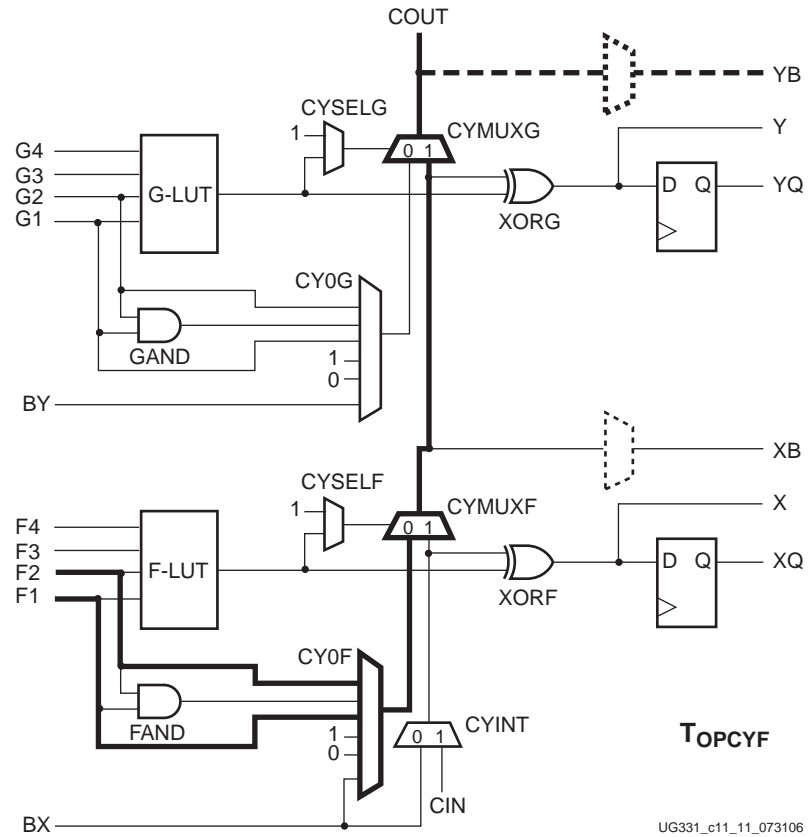 COUT
YB
CYSELG
1
CYMUXG
0 1
Y
G4
G3
G2
G1
G-LUT
D Q
YQ
XORG
CY0G
GAND
1
0
BY
XB
CYSELF
1
CYMUXF
0 1
X
F4
F3
F2
F1
F-LUT
D Q
XQ
XORF
CY0F
FAND
1
0
CYINT
0 1
TOPCYF
CIN
BX
UG331_c11_11_073106